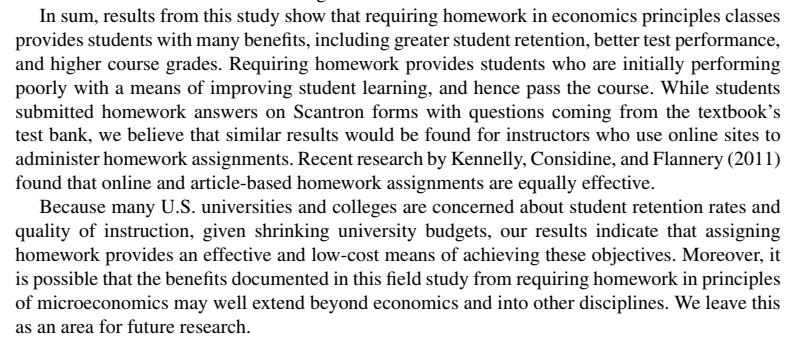 In sum, results from this study show that requiring homework in economics principles classes
provides students with many benefits, including greater student retention, better test performance,
and higher course grades. Requiring homework provides students who are initially performing
poorly with a means of improving student learning, and hence pass the course. While students
submitted homework answers on Scantron forms with questions coming from the textbook's
test bank, we believe that similar results would be found for instructors who use online sites to
administer homework assignments. Recent research by Kennelly, Considine, and Flannery (2011)
found that online and article-based homework assignments are equally effective.
Because many U.S. universities and colleges are concerned about student retention rates and
quality of instruction, given shrinking university budgets, our results indicate that assigning
homework provides an effective and low-cost means of achieving these objectives. Moreover, it
is possible that the benefits documented in this field study from requiring homework in principles
of microeconomics may well extend beyond economics and into other disciplines. We leave this
as an area for future research.